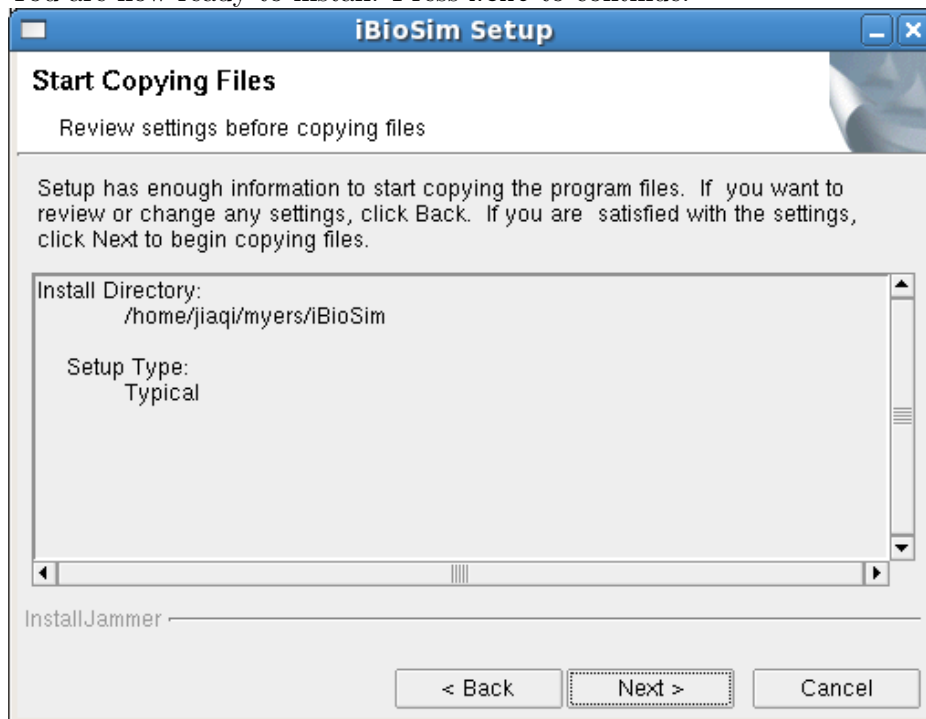 iBioSim Setup
Start Copying Files
Review settings before copying files
Setup has enough information to start copying the program files. If you want to
review or change any settings, click Back. If you are satisfied with the settings,
click Next to begin copying files.
Install Directory:
/home/jiaqi/myers/iBioSim
Setup Type:
Typical
InstallJammer
< Back
Next >
Cancel